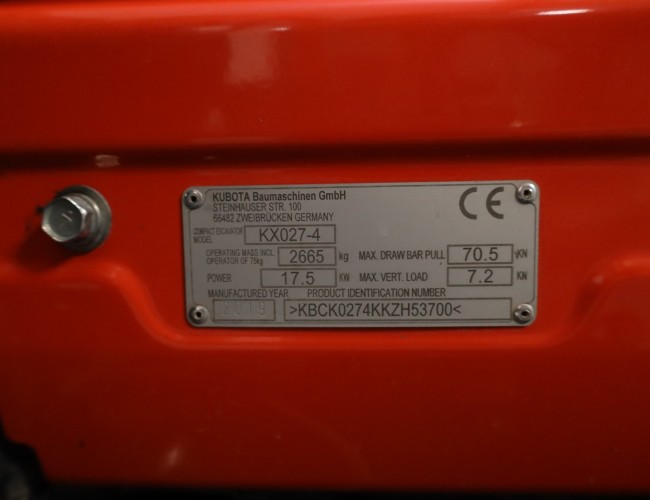 KUBOTA Baumaschinen GmbH
STEINHAUSER STR. 100
66482 ZWEIBRÜCKEN GERMANY
CE
COMPACT EXCAVATOR MODEL KX027-4
OPERATING MASS INCL. OPERATOR OF 75kg 2665 kg MAX. DRAW BAR PULL 70.5 kN
POWER 17.5 KW MAX. VERT. LOAD 7.2 KN
MANUFACTURED YEAR PRODUCT IDENTIFICATION NUMBER
2019 >KBCK0274KKZH53700<